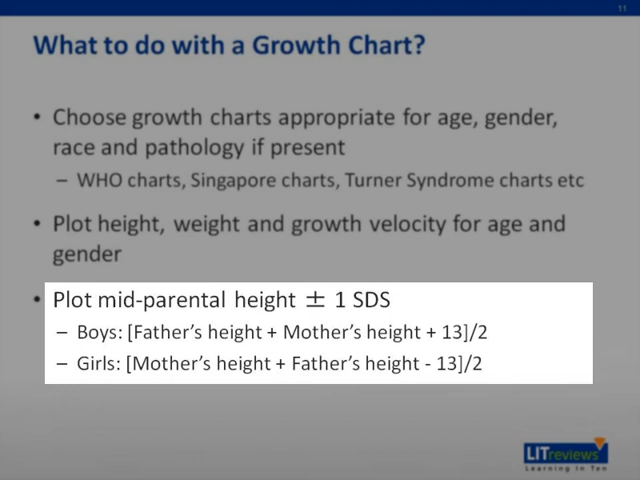 11
What to do with a Growth Chart?
• Choose growth charts appropriate for age, gender,
race and pathology if present
– WHO charts, Singapore charts, Turner Syndrome charts etc
• Plot height, weight and growth velocity for age and
gender
• Plot mid-parental height ± 1 SDS
– Boys: [Father's height + Mother's height + 13]/2
– Girls: [Mother's height + Father's height - 13]/2
LITreviews
Learning In Ten